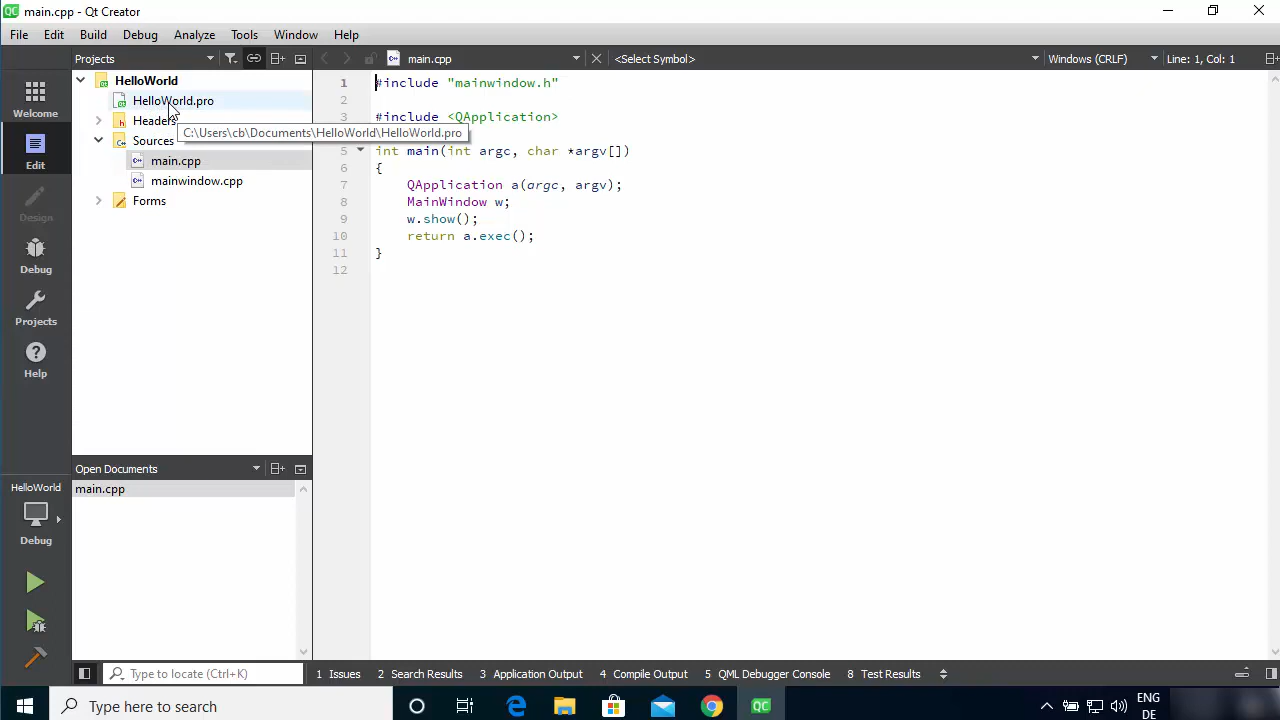 QC main.cpp - Qt Creator
File Edit Build Debug Analyze Tools Window Help
Projects main.cpp <Select Symbol> Windows (CRLF) Line: 1, Col: 1
Welcome
Edit
Design
Debug
Projects
Help
HelloWorld
Debug
HelloWorld
HelloWorld.pro
Headers
C:\Users\cb\Documents\HelloWorld\HelloWorld.pro
Sources
main.cpp
mainwindow.cpp
Forms
Open Documents
main.cpp
1 #include "mainwindow.h"
2
3 #include <QApplication>
5 int main(int argc, char *argv[])
6 {
7 QApplication a(argc, argv);
8 MainWindow w;
9 w.show();
10 return a.exec();
11 }
12
Type to locate (Ctrl+K) 1 Issues 2 Search Results 3 Application Output 4 Compile Output 5 QML Debugger Console 8 Test Results
Type here to search QC ENG
DE